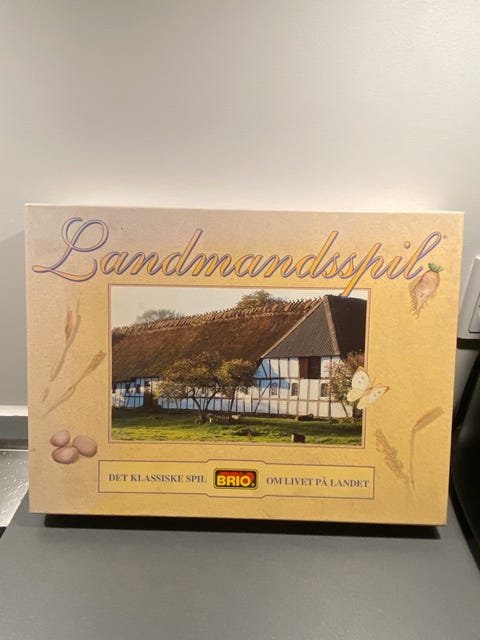 Landmandsspil
DET KLASSISKE SPIL BRIO OM LIVET PÅ LANDET